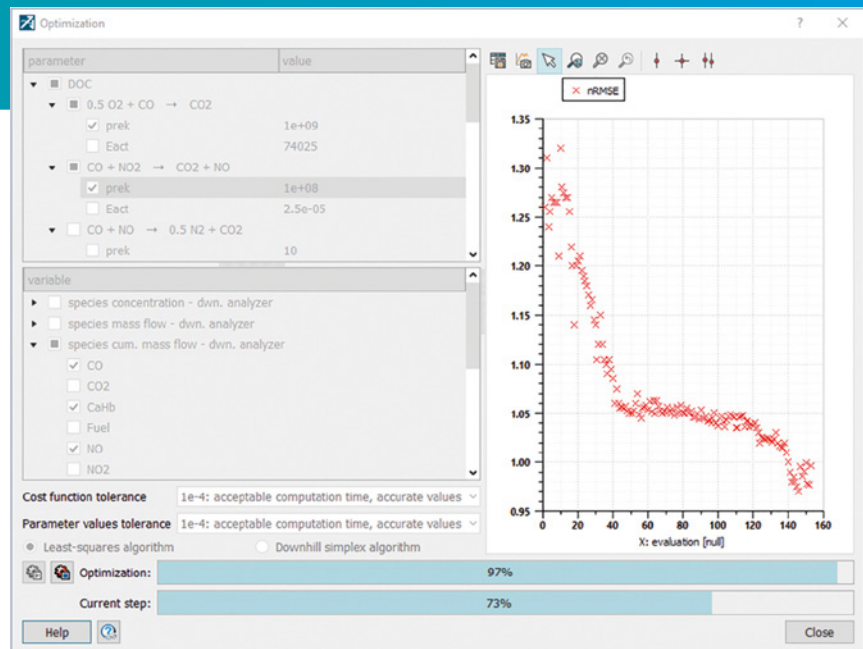 Optimization
parameter value
DOC
0.5 O2 + CO → CO2
prek 1e+09
Eact 74025
CO + NO2 → CO2 + NO
prek 1e+08
Eact 2.5e-05
CO + NO → 0.5 N2 + CO2
prek 10
variable
species concentration - dwn. analyzer
species mass flow - dwn. analyzer
species cum. mass flow - dwn. analyzer
CO
CO2
CaHb
Fuel
NO
NO2
Cost function tolerance 1e-4: acceptable computation time, accurate values
Parameter values tolerance 1e-4: acceptable computation time, accurate values
Least-squares algorithm Downhill simplex algorithm
nRMSE
1.35
1.30
1.25
1.20
1.15
1.10
1.05
1.00
0.95
0 20 40 60 80 100 120 140 160
X: evaluation [null]
Optimization: 97%
Current step: 73%
Help Close